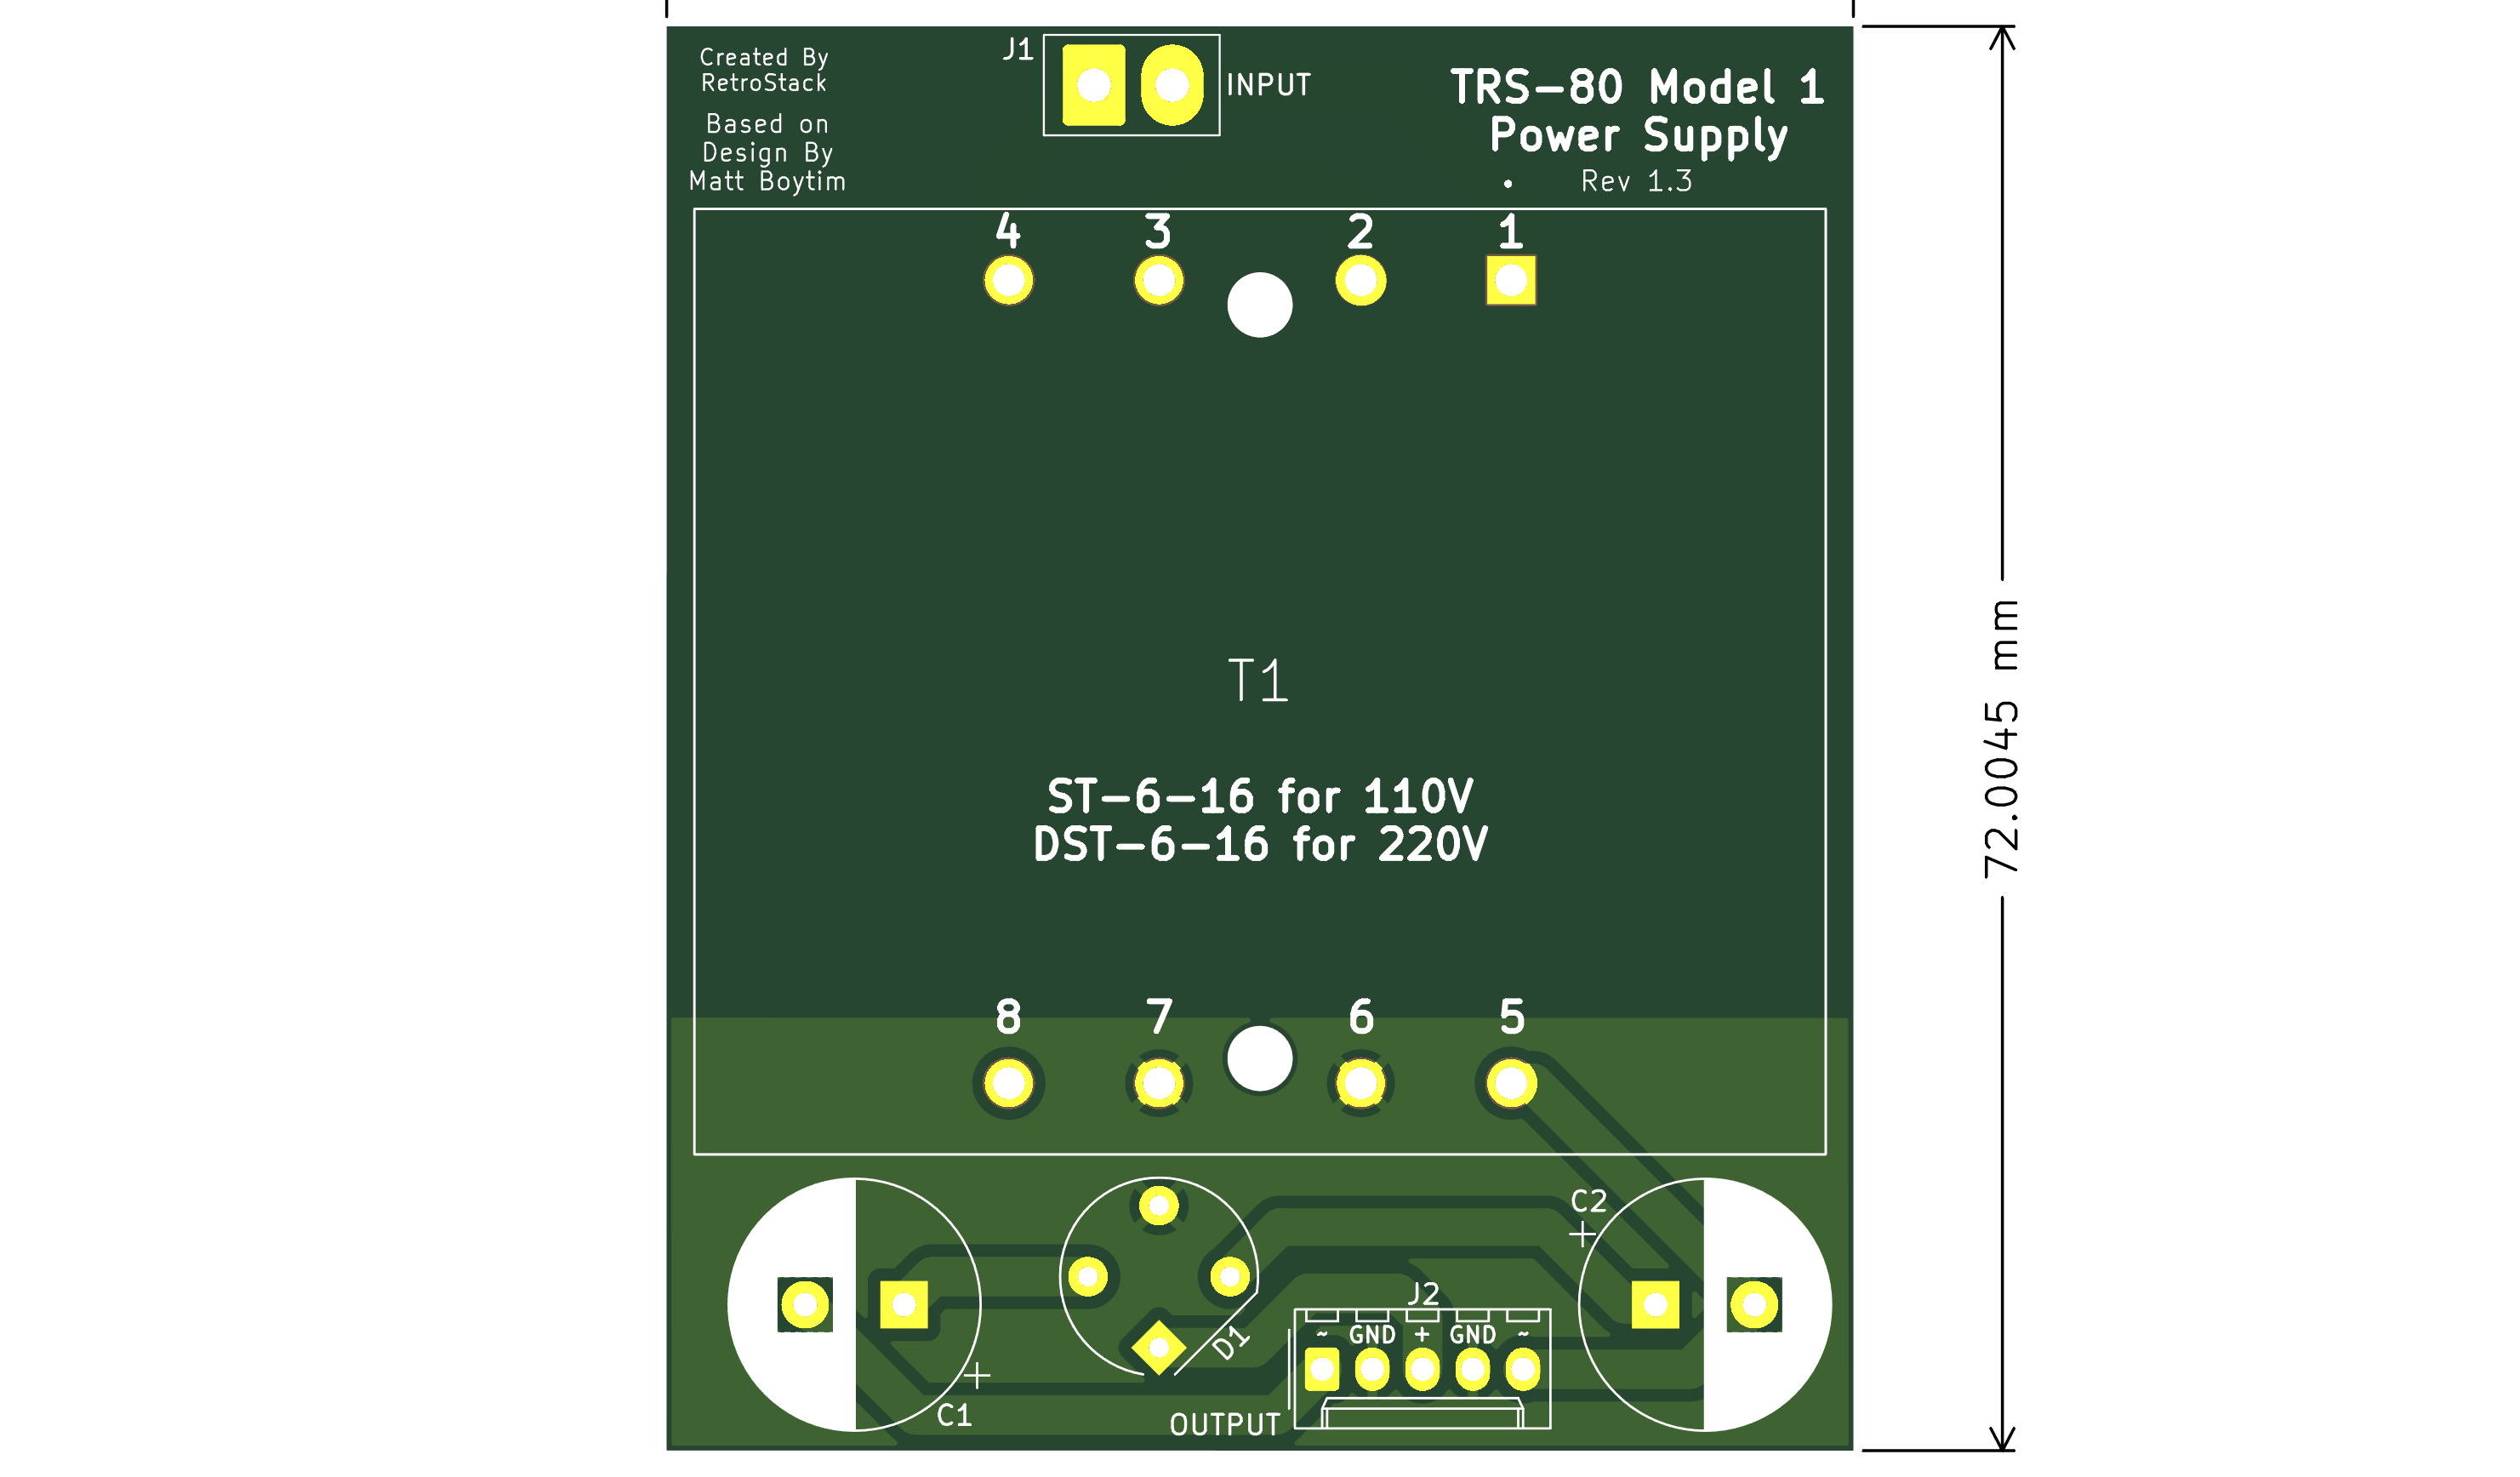 Created By
RetroStack
Based on
Design By
Matt Boytim
J1
INPUT
TRS-80 Model 1
Power Supply
Rev 1.3
4 3 2 1
T1
ST-6-16 for 110V
DST-6-16 for 220V
72.0045 mm
8 7 6 5
C2
+
J2
~ GND + GND ~
D1
+
C1
OUTPUT